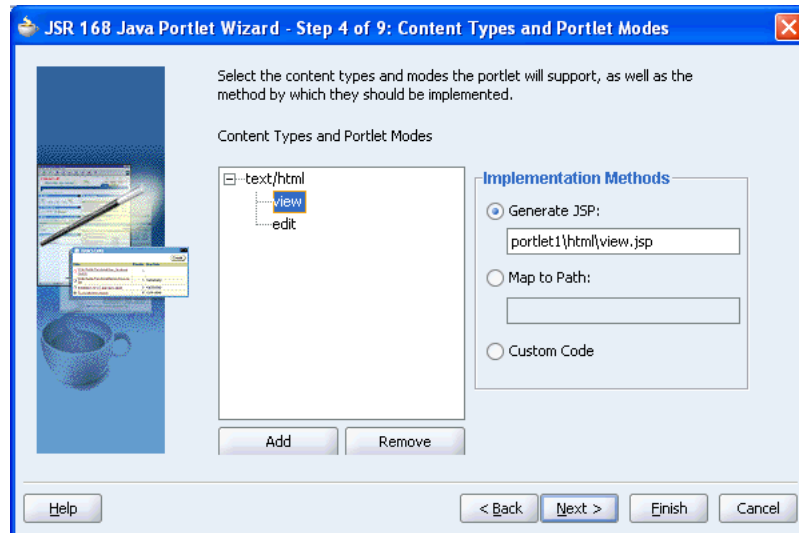 JSR 168 Java Portlet Wizard - Step 4 of 9: Content Types and Portlet Modes
Select the content types and modes the portlet will support, as well as the
method by which they should be implemented.
Content Types and Portlet Modes
text/html
view
edit
Implementation Methods
Generate JSP:
portlet1\html\view.jsp
Map to Path:
Custom Code
Add
Remove
Help
< Back
Next >
Finish
Cancel